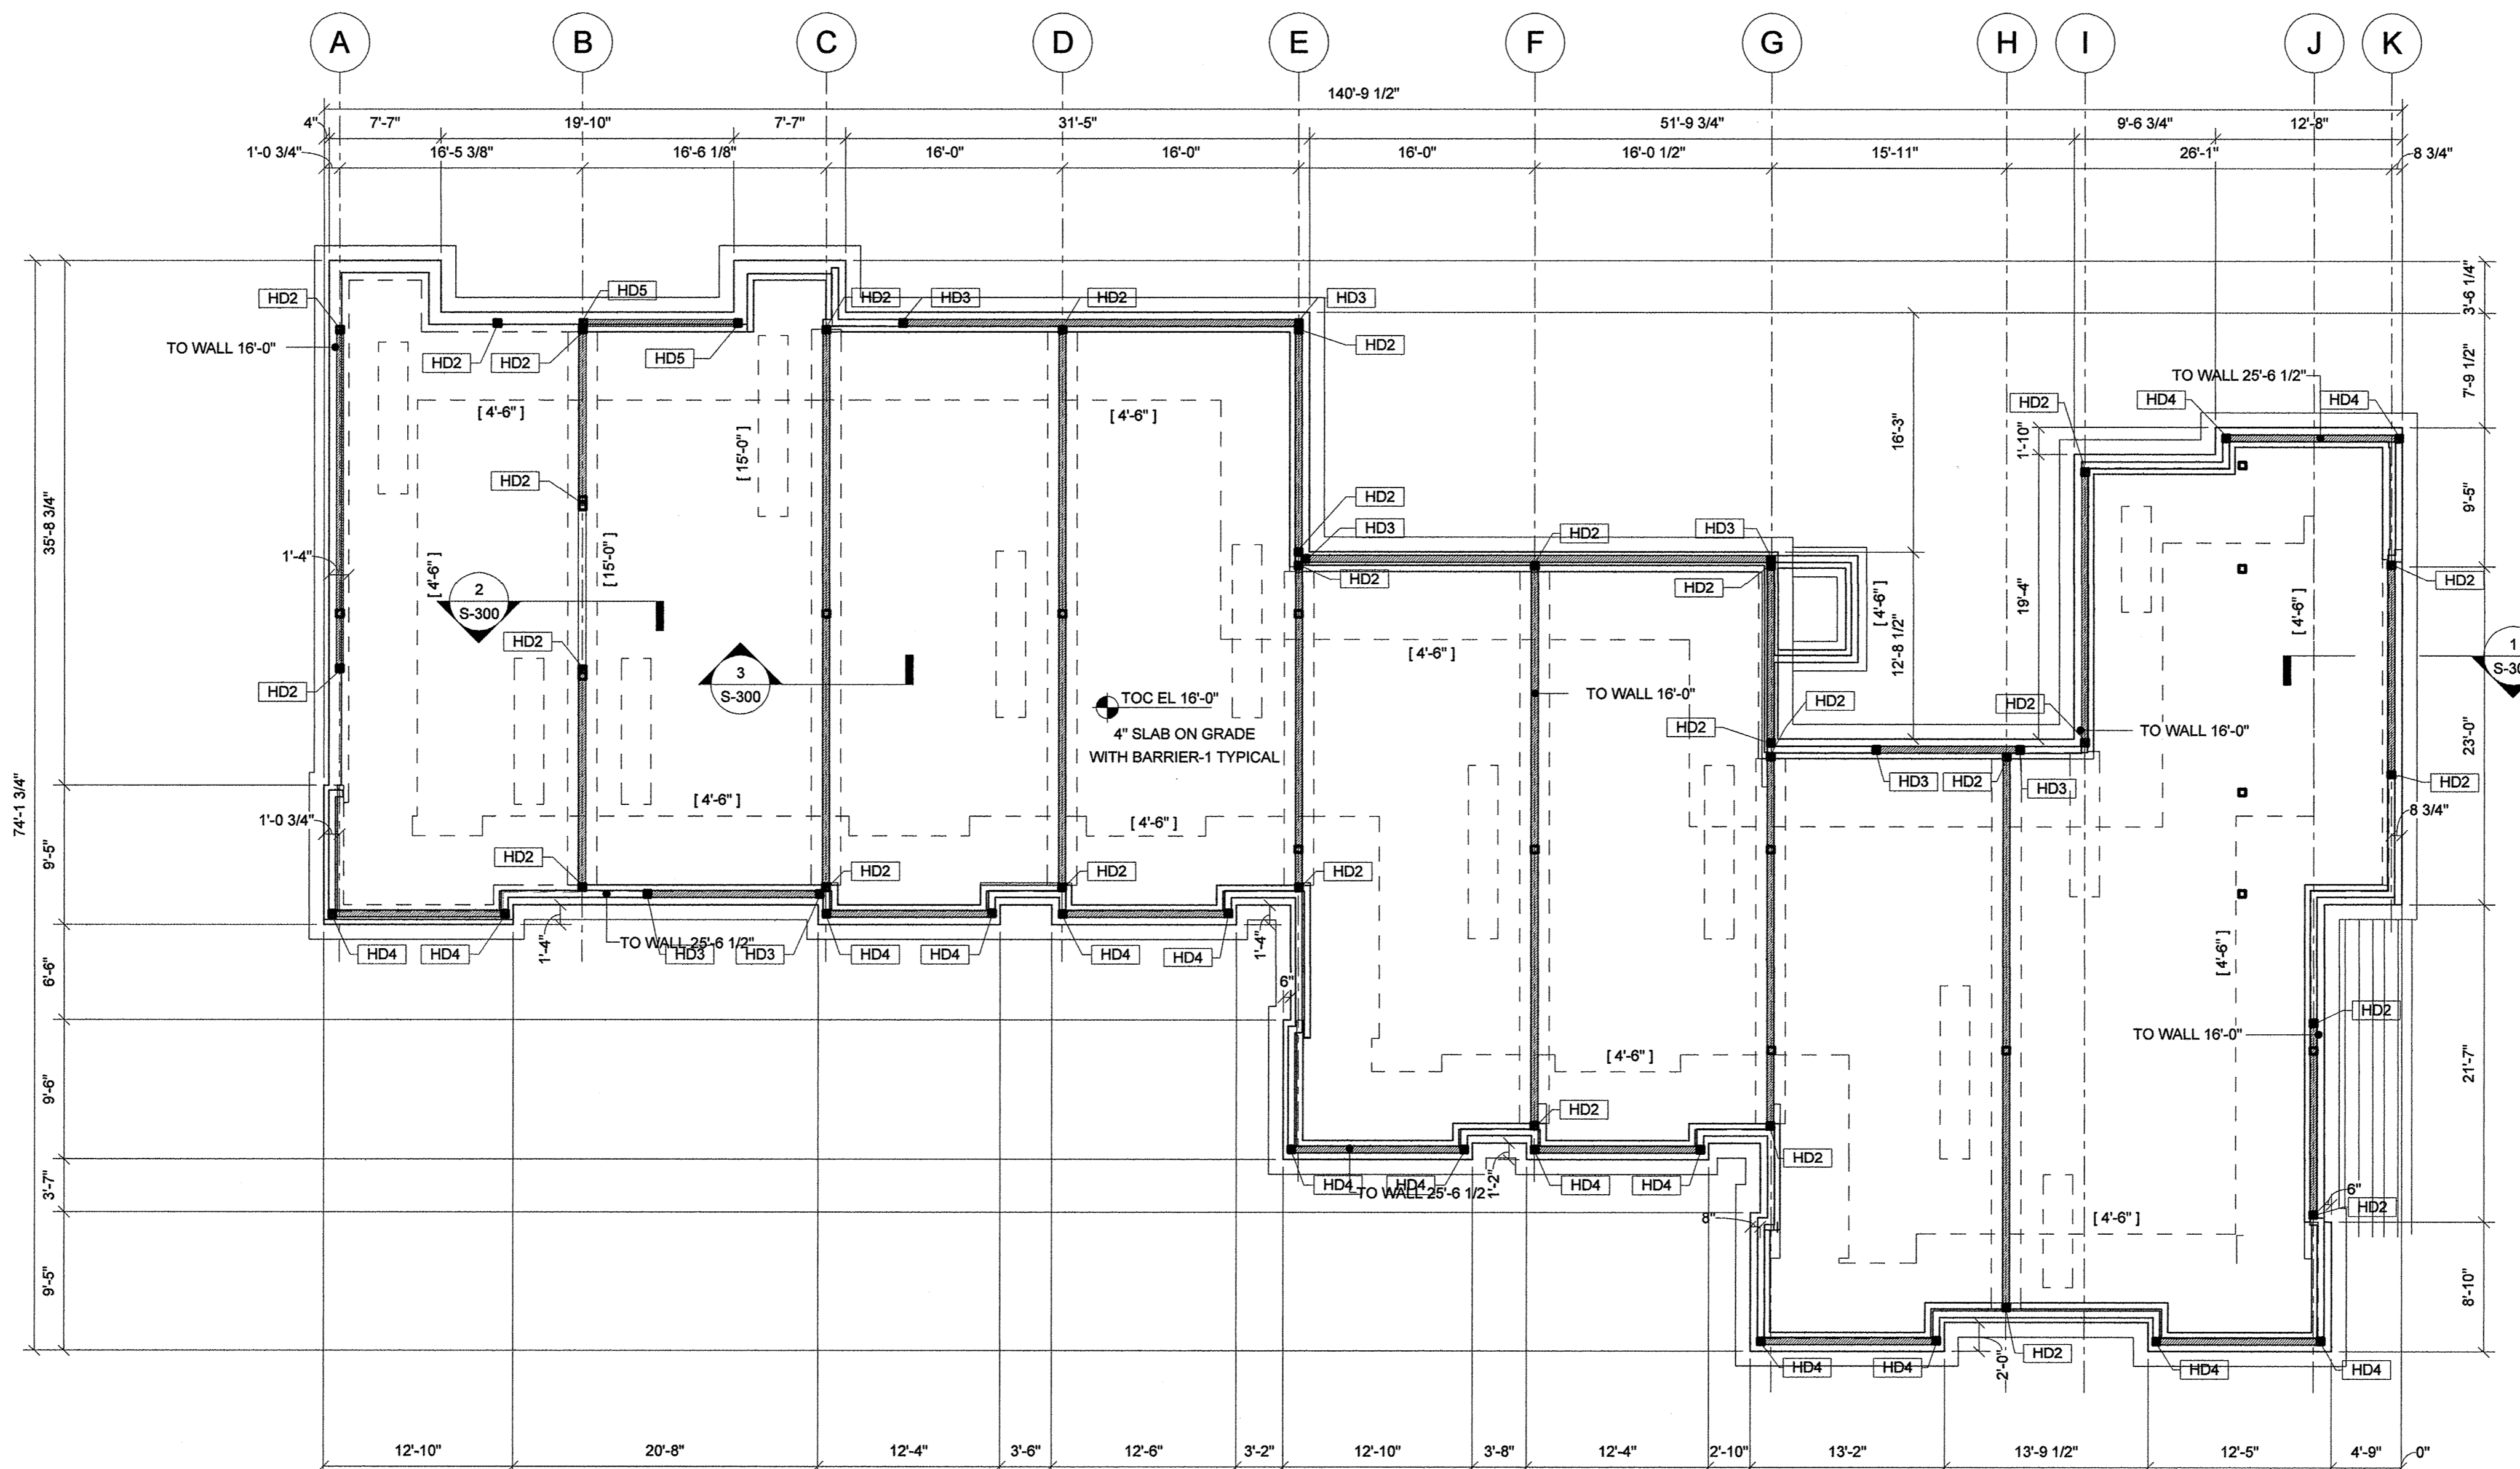 A B C D E F G H I J K
140'-9 1/2"
4" 7'-7" 19'-10" 7'-7" 31'-5" 51'-9 3/4" 9'-6 3/4" 12'-8"
1'-0 3/4" 16'-5 3/8" 16'-6 1/8" 16'-0" 16'-0" 16'-0" 16'-0 1/2" 15'-11" 26'-1" 8 3/4"
3'-6 1/4"
HD5
HD2 HD2 HD3 HD2 HD3
TO WALL 16'-0"
HD2 HD2 HD5 HD2
7'-9 1/2"
TO WALL 25'-6 1/2"
HD2 HD4 HD4
[ 4'-6" ] [ 4'-6" ]
16'-3"
1'-10"
[ 15'-0" ]
HD2 HD2
9'-5"
35'-8 3/4"
HD3 HD2 HD3
1'-4"
[ 15'-0" ]
[ 4'-6" ]
HD2 HD2 HD2
2
S-300
[ 4'-6" ]
19'-4"
[ 4'-6" ]
HD2
12'-8 1/2"
[ 4'-6" ]
1
3
S-300
HD2
TOC EL 16'-0"
TO WALL 16'-0"
HD2 HD2
4" SLAB ON GRADE
WITH BARRIER-1 TYPICAL
HD2
TO WALL 16'-0"
23'-0"
HD3 HD2 HD3 HD2
74'-1 3/4"
[ 4'-6" ]
1'-0 3/4"
[ 4'-6" ]
8 3/4"
9'-5"
HD2 HD2 HD2 HD2
1'-4"
TO WALL 25'-6 1/2"
1'-4"
HD4 HD4 HD3 HD3 HD4 HD4 HD4 HD4
[ 4'-6" ]
6'-6"
6"
HD2
TO WALL 16'-0"
[ 4'-6" ]
21'-7"
9'-6"
HD2
HD2
3'-7"
HD4 HD4 1'-2" HD4 HD4
TO WALL 25'-6 1/2"
6"
HD2
8"
[ 4'-6" ]
9'-5"
8'-10"
HD2
2'-0"
HD4 HD4 HD4 HD4
12'-10" 20'-8" 12'-4" 3'-6" 12'-6" 3'-2" 12'-10" 3'-8" 12'-4" 2'-10" 13'-2" 13'-9 1/2" 12'-5" 4'-9" 0"